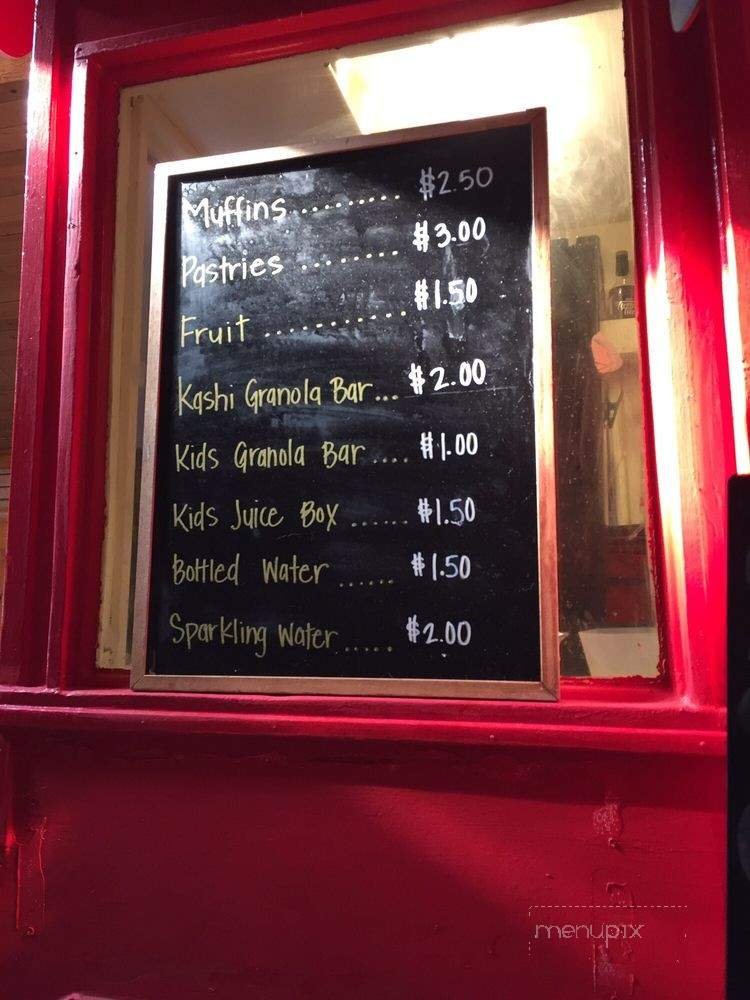 Muffins ......... $2.50
Pastries ......... $3.00
Fruit ............. $1.50
Kashi Granola Bar... $2.00
Kids Granola Bar .... $1.00
Kids Juice Box ...... $1.50
Bottled Water ...... $1.50
Sparkling Water ..... $2.00
menupix